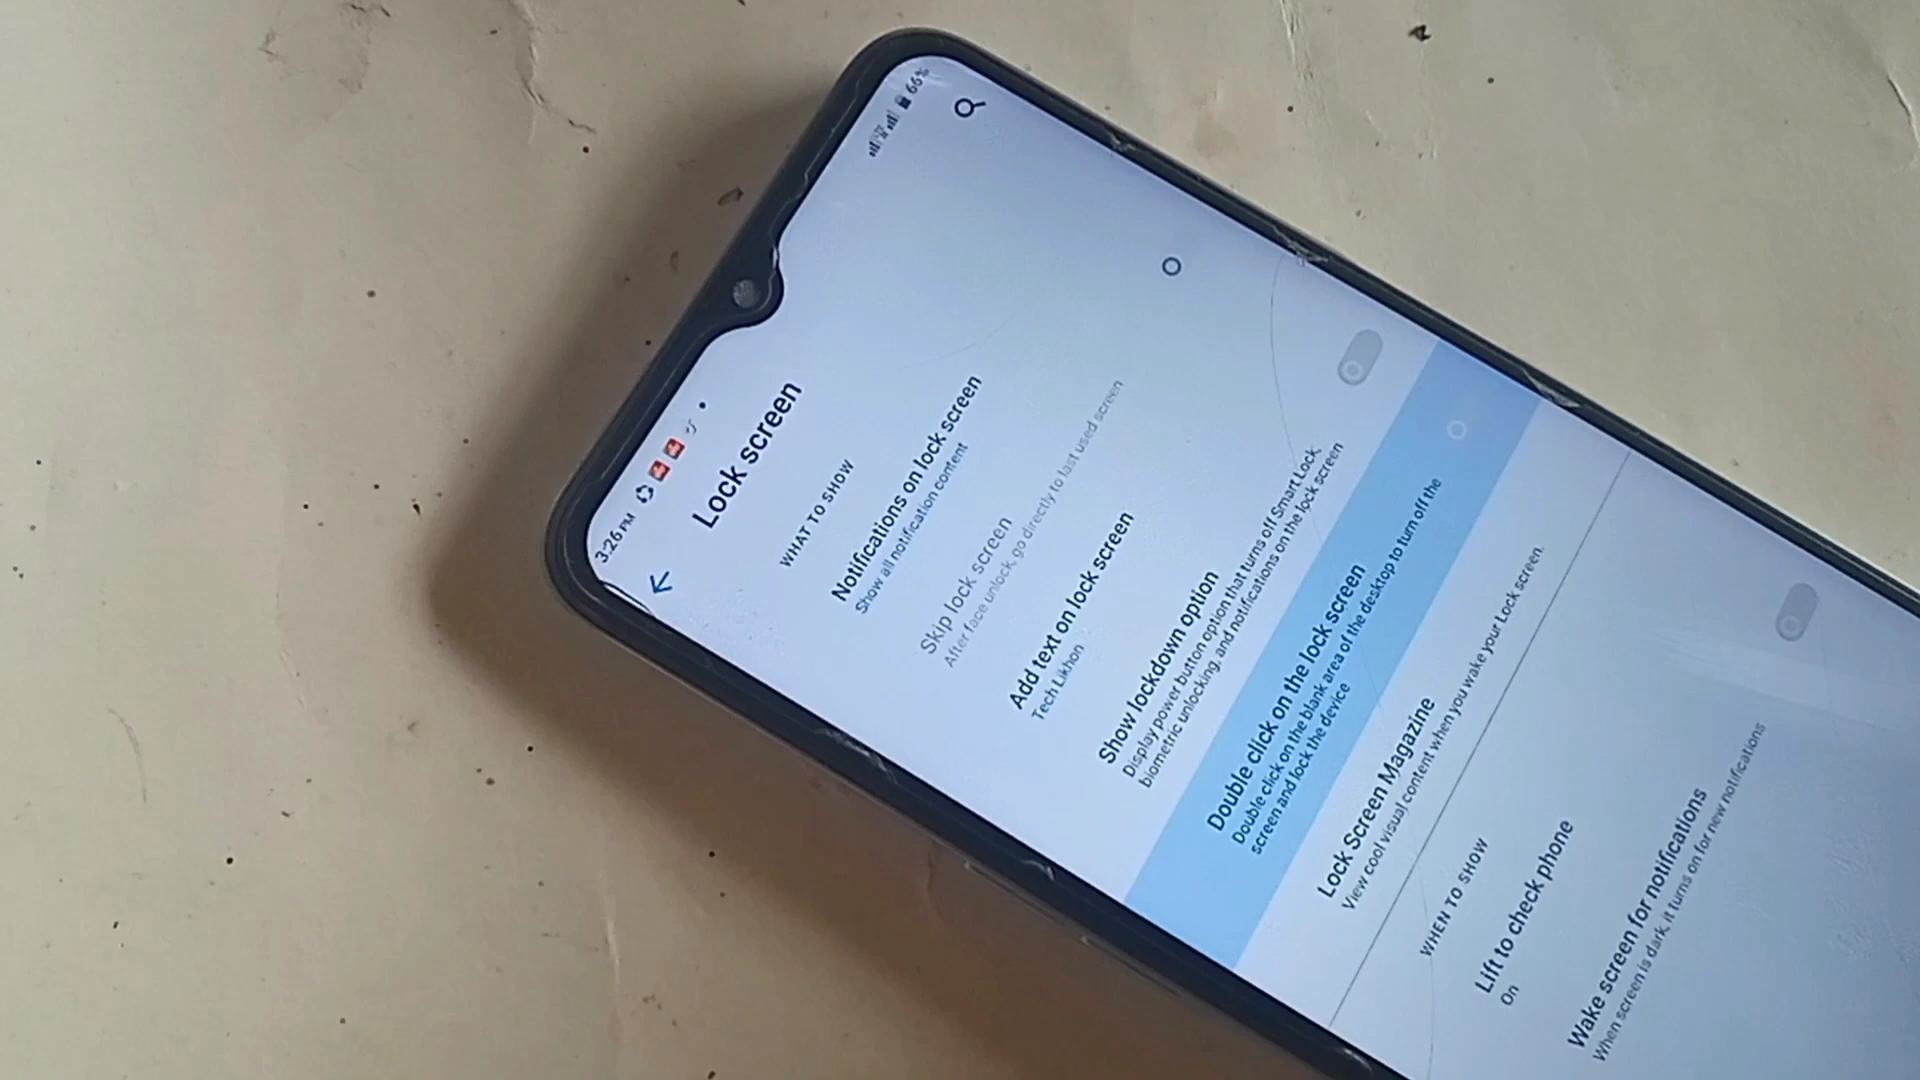 3:26 PM
66%
Lock screen
WHAT TO SHOW
Notifications on lock screen
Show all notification content
Skip lock screen
After face unlock, go directly to last used screen
Add text on lock screen
Tech Likhon
Show lockdown option
Display power button option that turns off Smart Lock,
biometric unlocking, and notifications on the lock screen
Double click on the lock screen
Double click on the blank area of the desktop to turn off the
screen and lock the device
Lock Screen Magazine
View cool visual content when you wake your Lock screen.
WHEN TO SHOW
Lift to check phone
On
Wake screen for notifications
When screen is dark, it turns on for new notifications